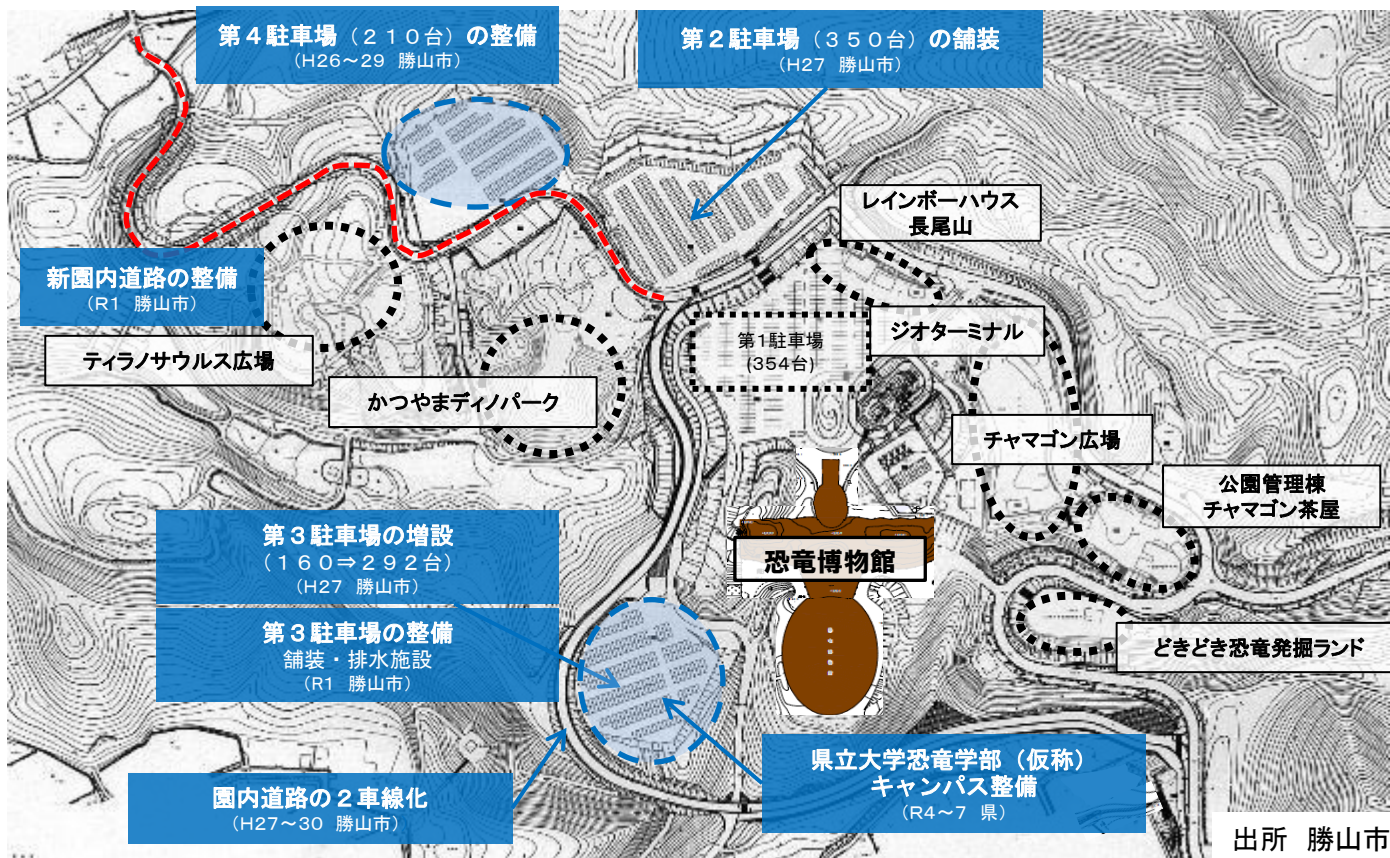 第４駐車場（２１０台）の整備
（H26～29 勝山市）
第２駐車場（３５０台）の舗装
（H27 勝山市）
レインボーハウス
長尾山
新園内道路の整備
（R1 勝山市）
ティラノサウルス広場
第１駐車場
(354台)
ジオターミナル
かつやまディノパーク
チャマゴン広場
公園管理棟
チャマゴン茶屋
第３駐車場の増設
（１６０⇒２９２台）
（H27 勝山市）
恐竜博物館
第３駐車場の整備
舗装・排水施設
（R1 勝山市）
どきどき恐竜発掘ランド
県立大学恐竜学部（仮称）
キャンパス整備
（R4～7 県）
園内道路の２車線化
（H27～30 勝山市）
出所 勝山市